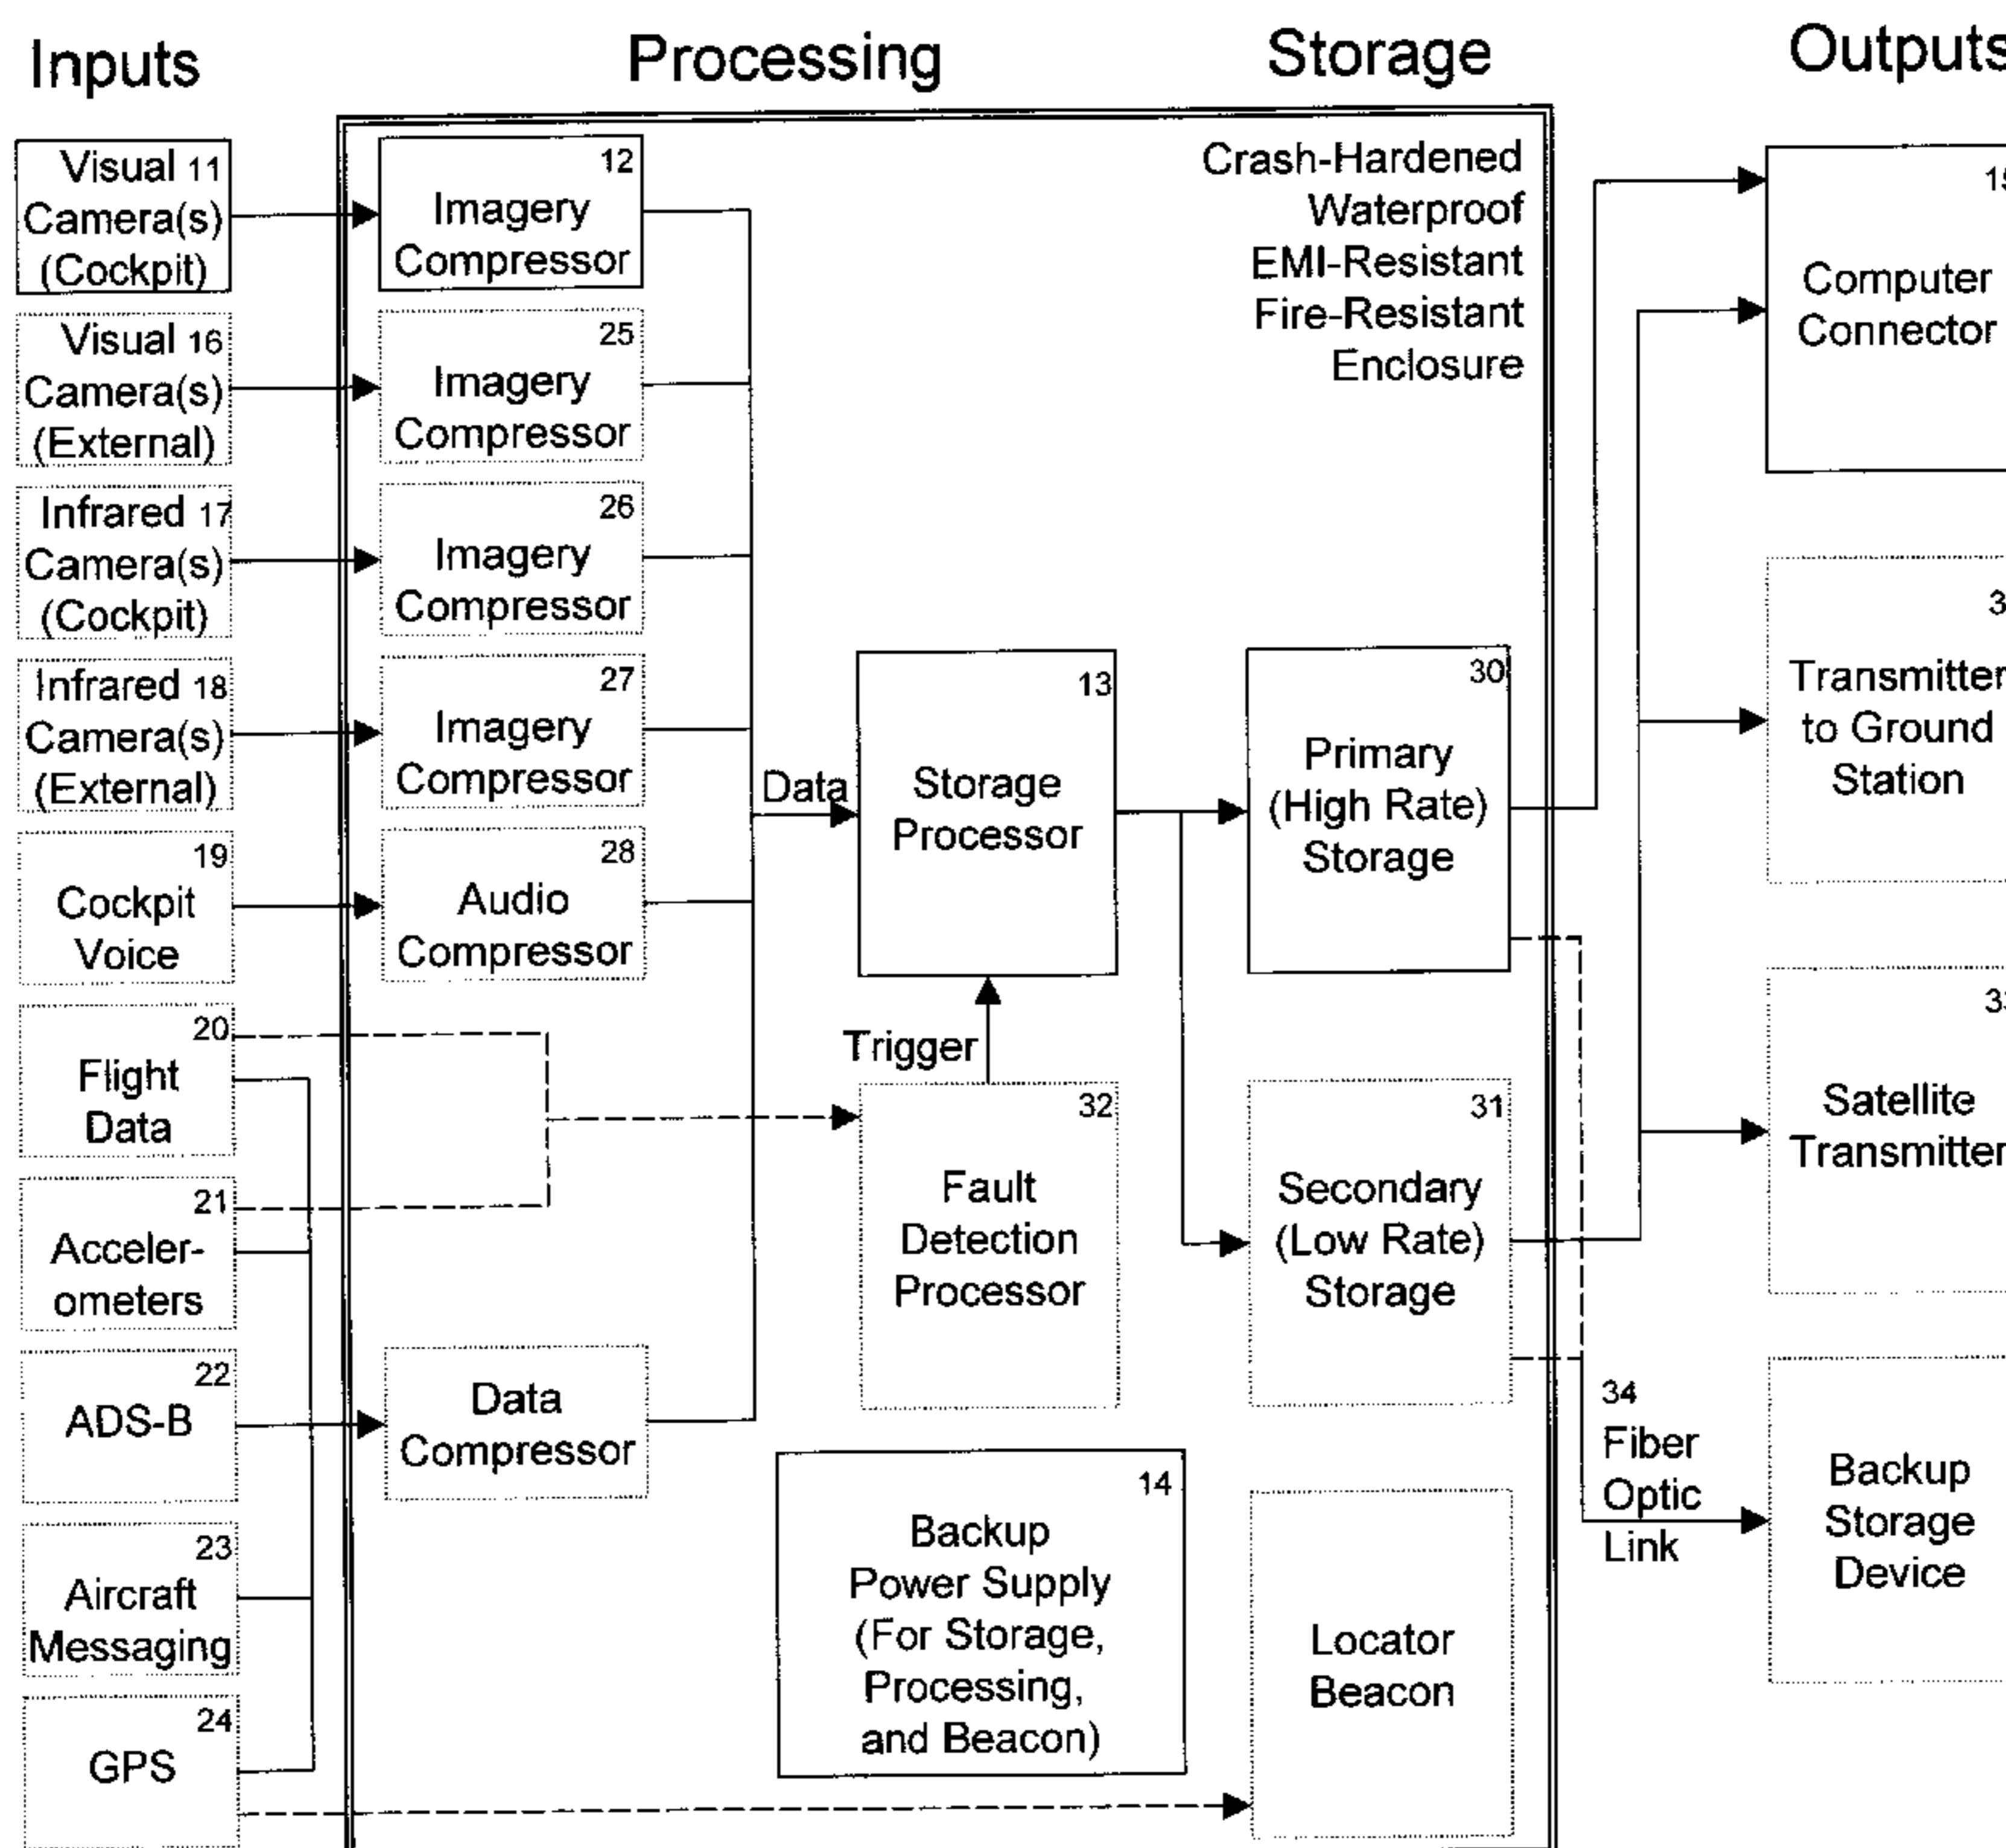 Inputs
Processing
Storage
Outputs
Visual 11
Camera(s)
(Cockpit)
Visual 16
Camera(s)
(External)
Infrared 17
Camera(s)
(Cockpit)
Infrared 18
Camera(s)
(External)
19
Cockpit
Voice
20
Flight
Data
21
Acceler-
ometers
22
ADS-B
23
Aircraft
Messaging
24
GPS
12
Imagery
Compressor
25
Imagery
Compressor
26
Imagery
Compressor
27
Imagery
Compressor
28
Audio
Compressor
Data
Compressor
Data
13
Storage
Processor
Trigger
32
Fault
Detection
Processor
14
Backup
Power Supply
(For Storage,
Processing,
and Beacon)
Crash-Hardened
Waterproof
EMI-Resistant
Fire-Resistant
Enclosure
30
Primary
(High Rate)
Storage
31
Secondary
(Low Rate)
Storage
Locator
Beacon
34
Fiber
Optic
Link
15
Computer
Connector
Transmitter
to Ground
Station
33
Satellite
Transmitter
Backup
Storage
Device